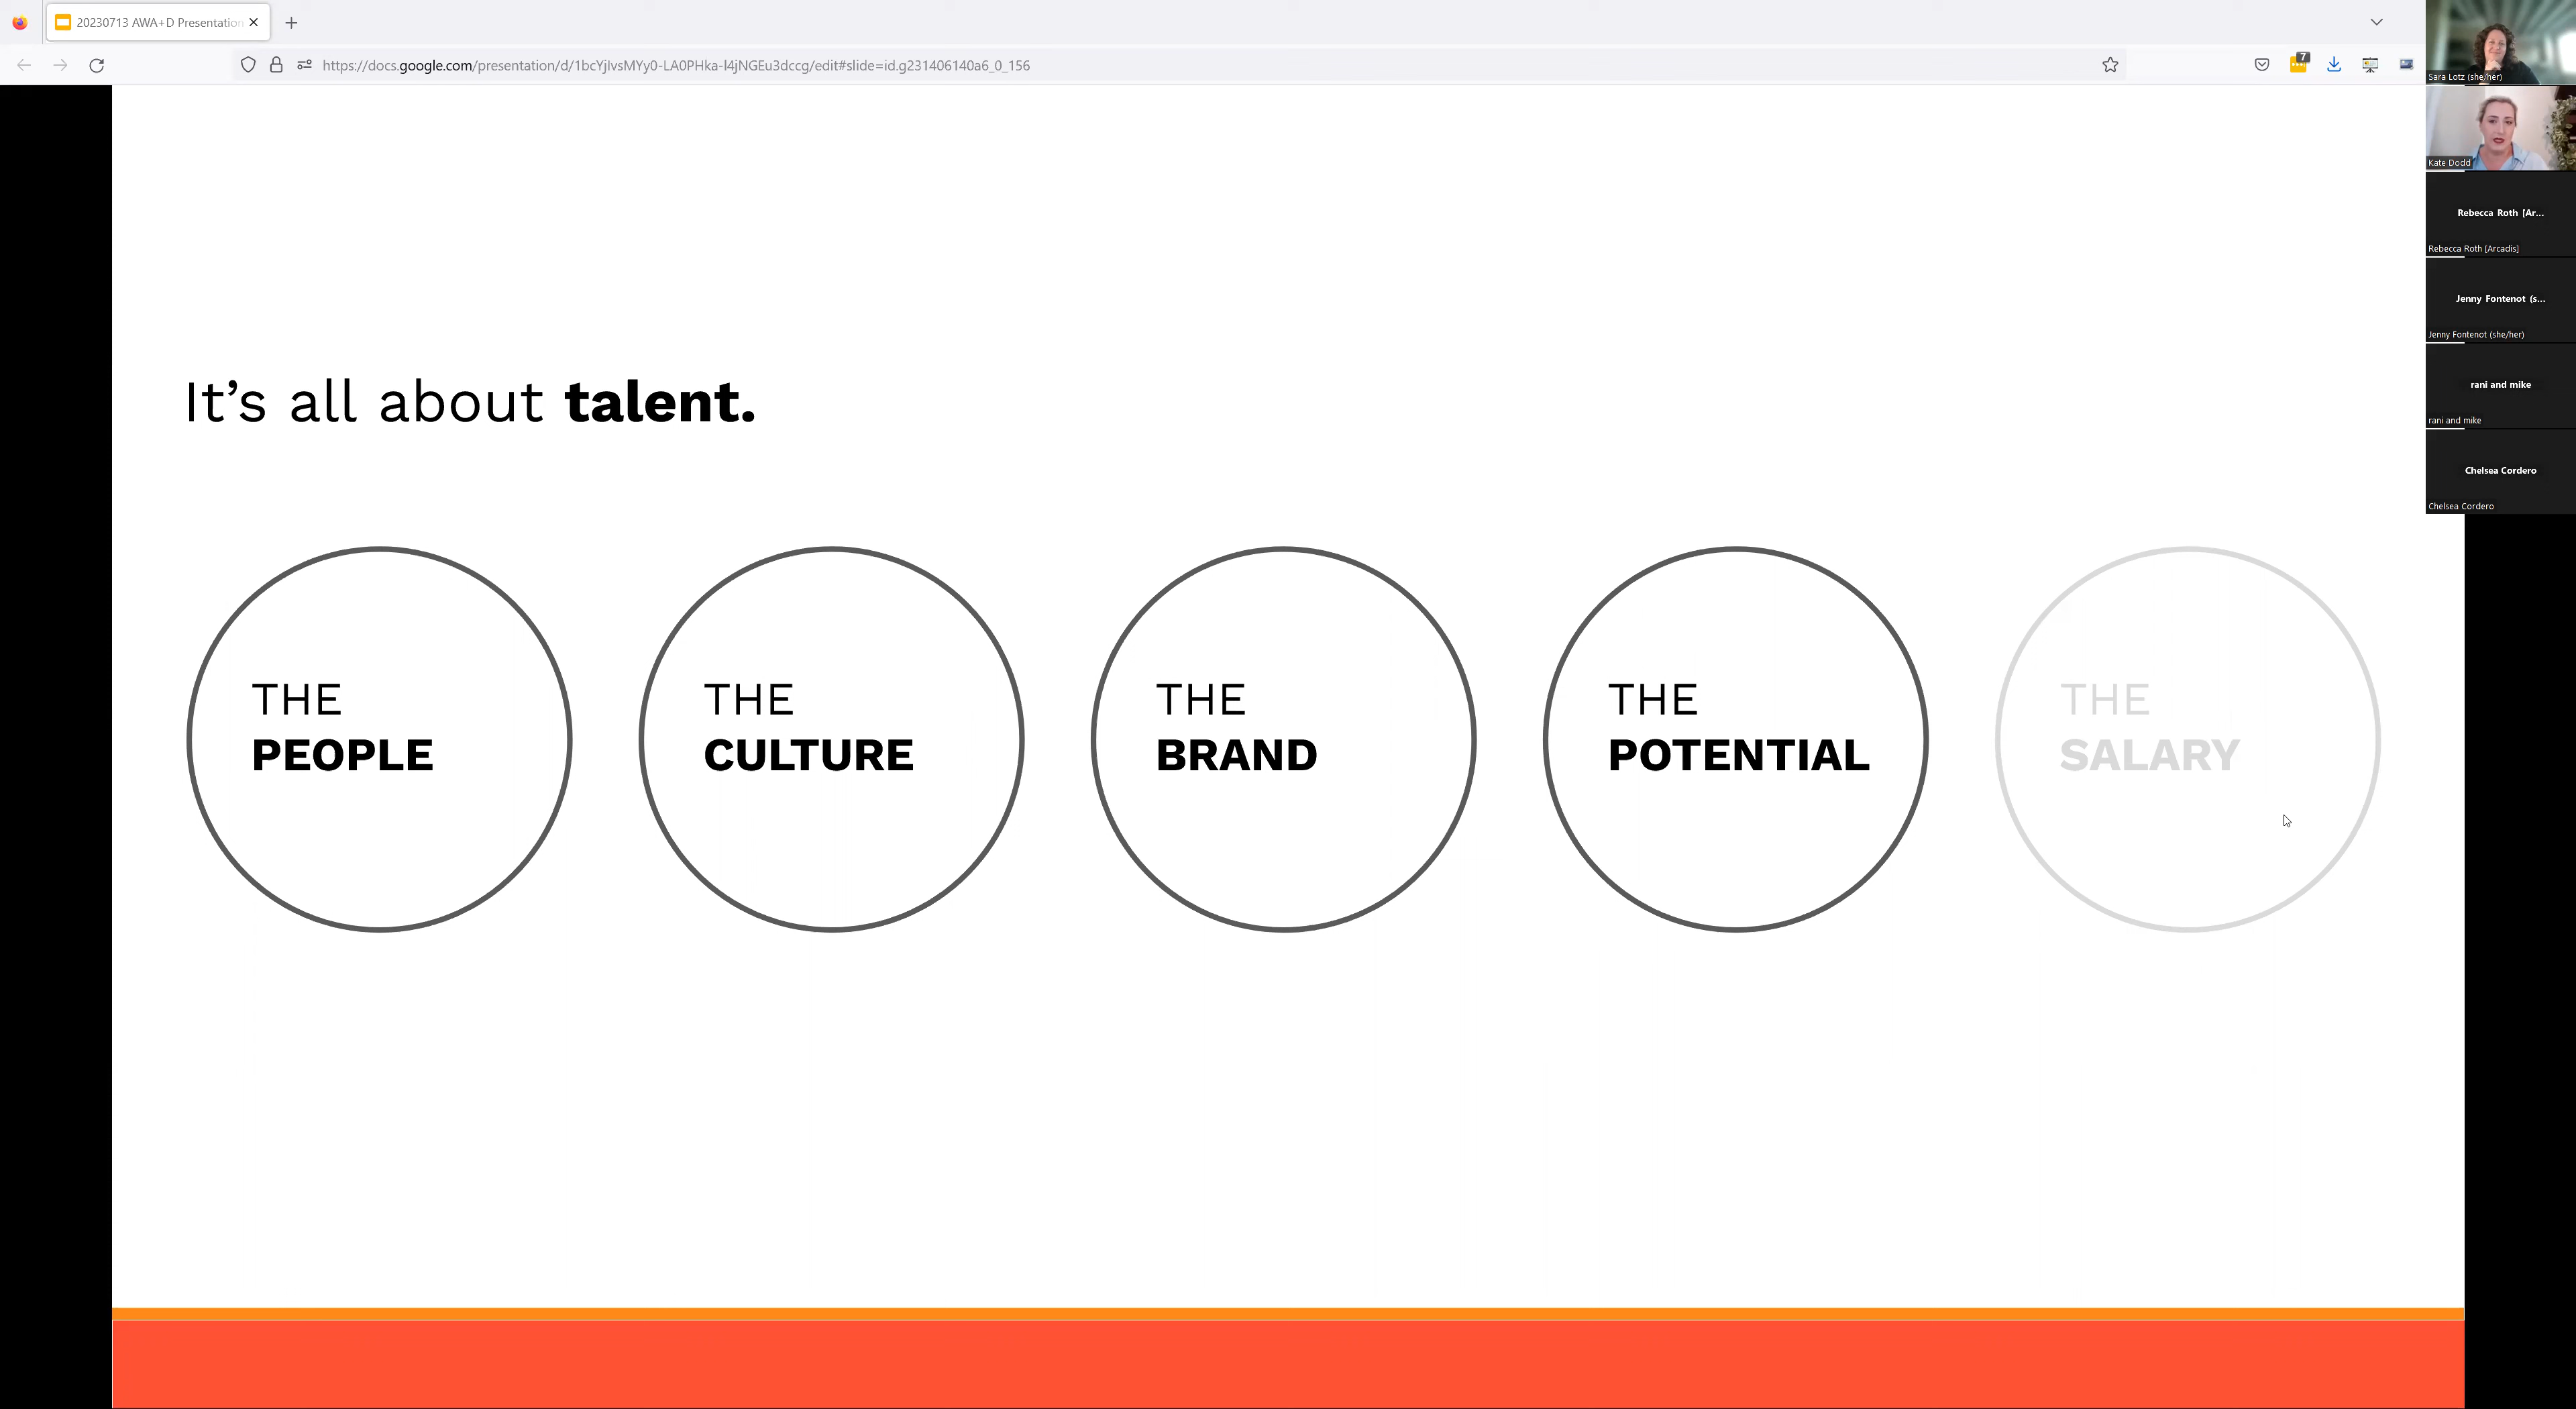 20230713 AWA+D Presentation
https://docs.google.com/presentation/d/1bcYjlvsMYy0-LA0PHka-l4jNGEu3dccg/edit#slide=id.g231406140a6_0_156
7
Sara Lotz (she/her)
Kate Dodd
Rebecca Roth [Ar...
Rebecca Roth [Arcadis]
Jenny Fontenot (s...
Jenny Fontenot (she/her)
rani and mike
rani and mike
Chelsea Cordero
Chelsea Cordero
It's all about talent.
THE
PEOPLE
THE
CULTURE
THE
BRAND
THE
POTENTIAL
THE
SALARY